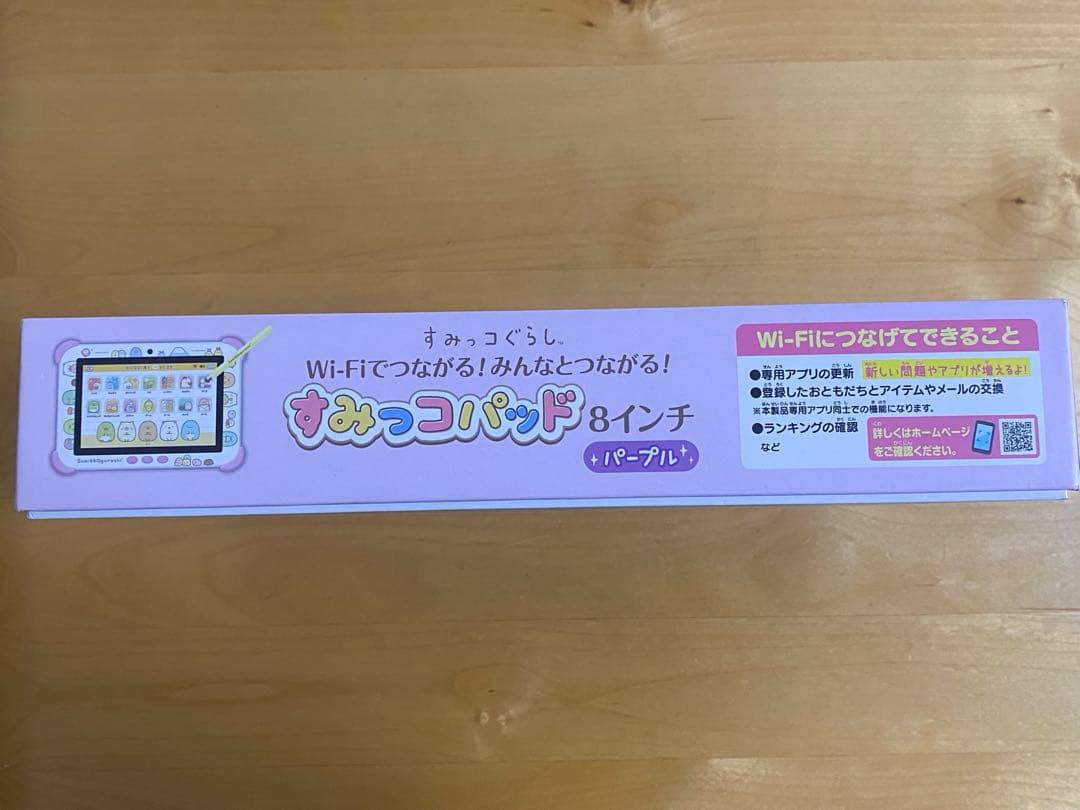 すみっコぐらし™
Wi-Fiでつながる!みんなとつながる!
すみっコパッド 8インチ
パープル
Wi-Fiにつなげてできること
●専用アプリの更新 新しい問題やアプリが増えるよ!
●登録したおともだちとアイテムやメールの交換
※本製品専用アプリ同士での機能になります。
●ランキングの確認
など
詳しくはホームページ
をご確認ください。
Sumikkogurashi